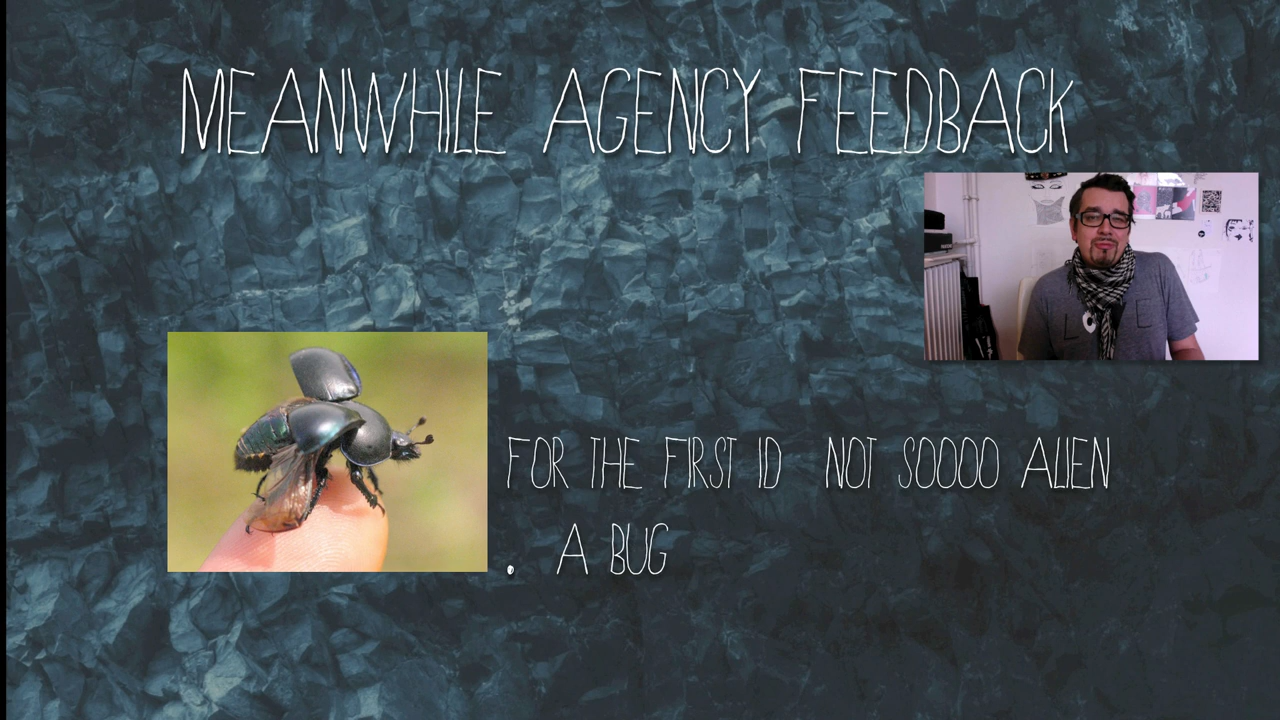 MEANWHILE AGENCY FEEDBACK
FOR THE FIRST ID NOT SOOOO ALIEN
. A BUG